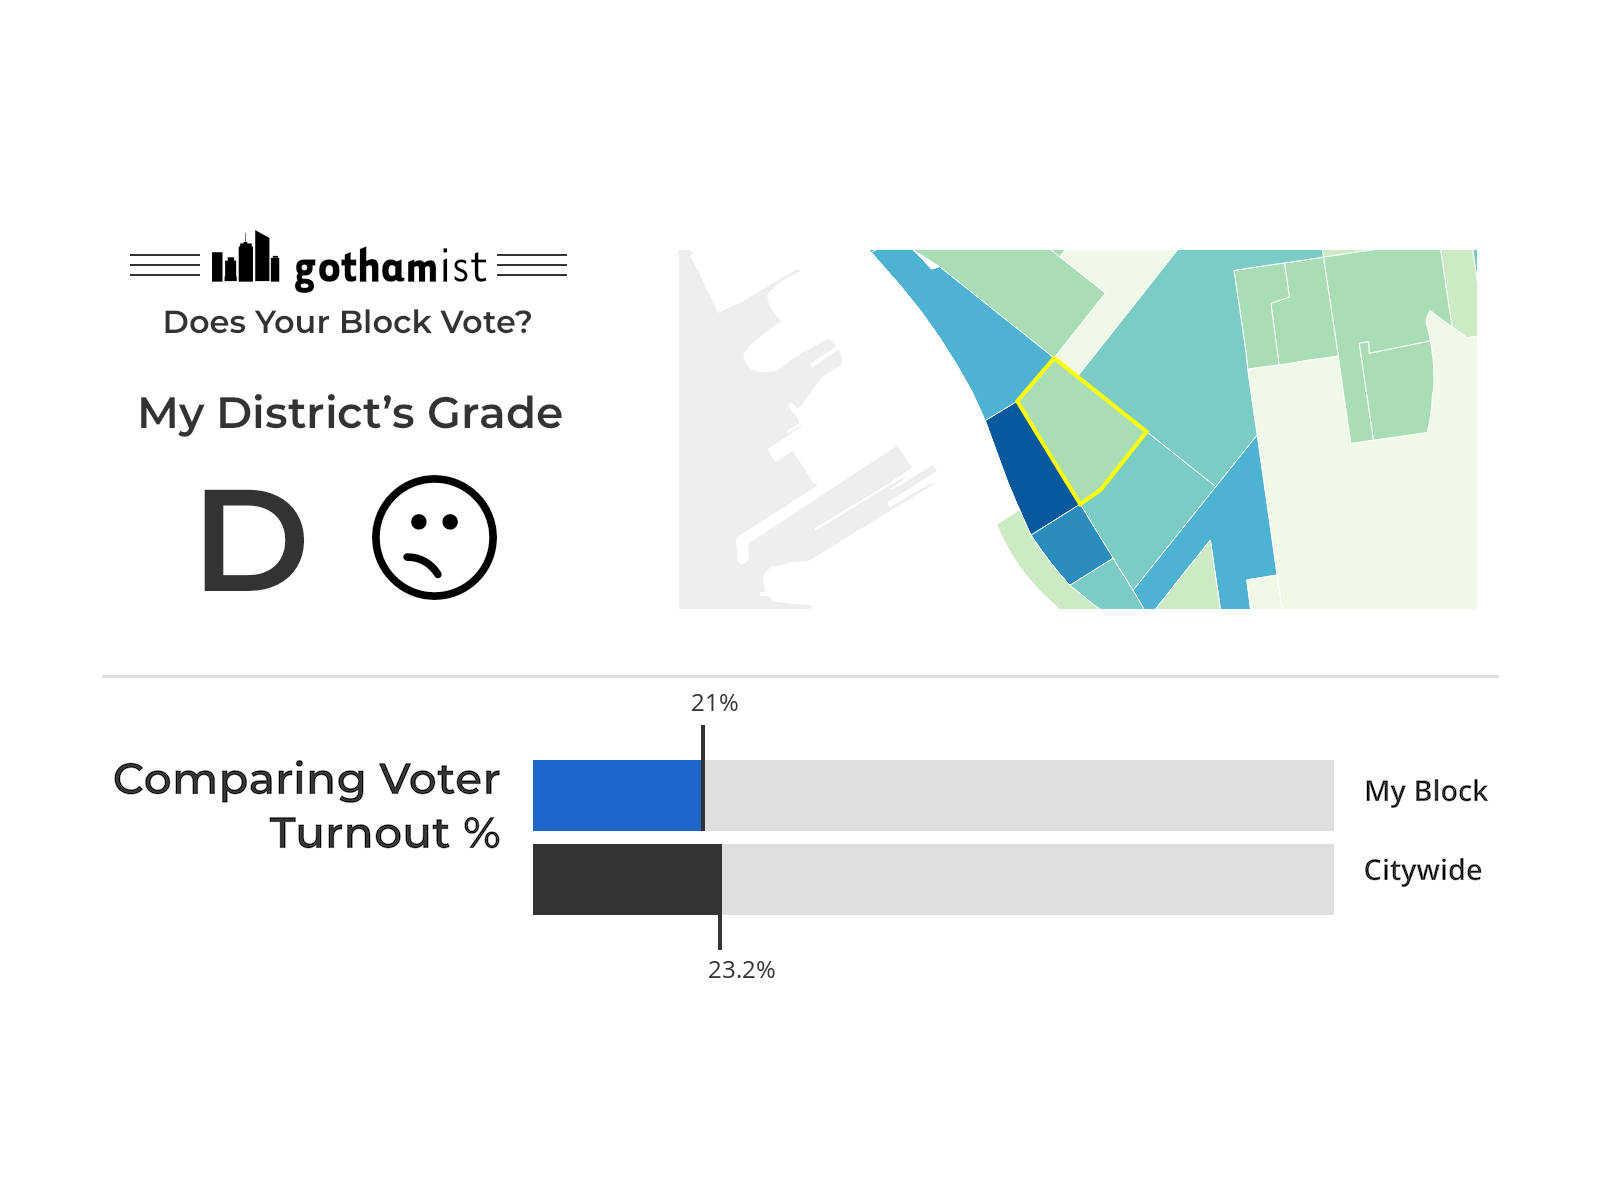 gothamist
Does Your Block Vote?
My District’s Grade
D
21%
Comparing Voter
Turnout %
My Block
Citywide
23.2%